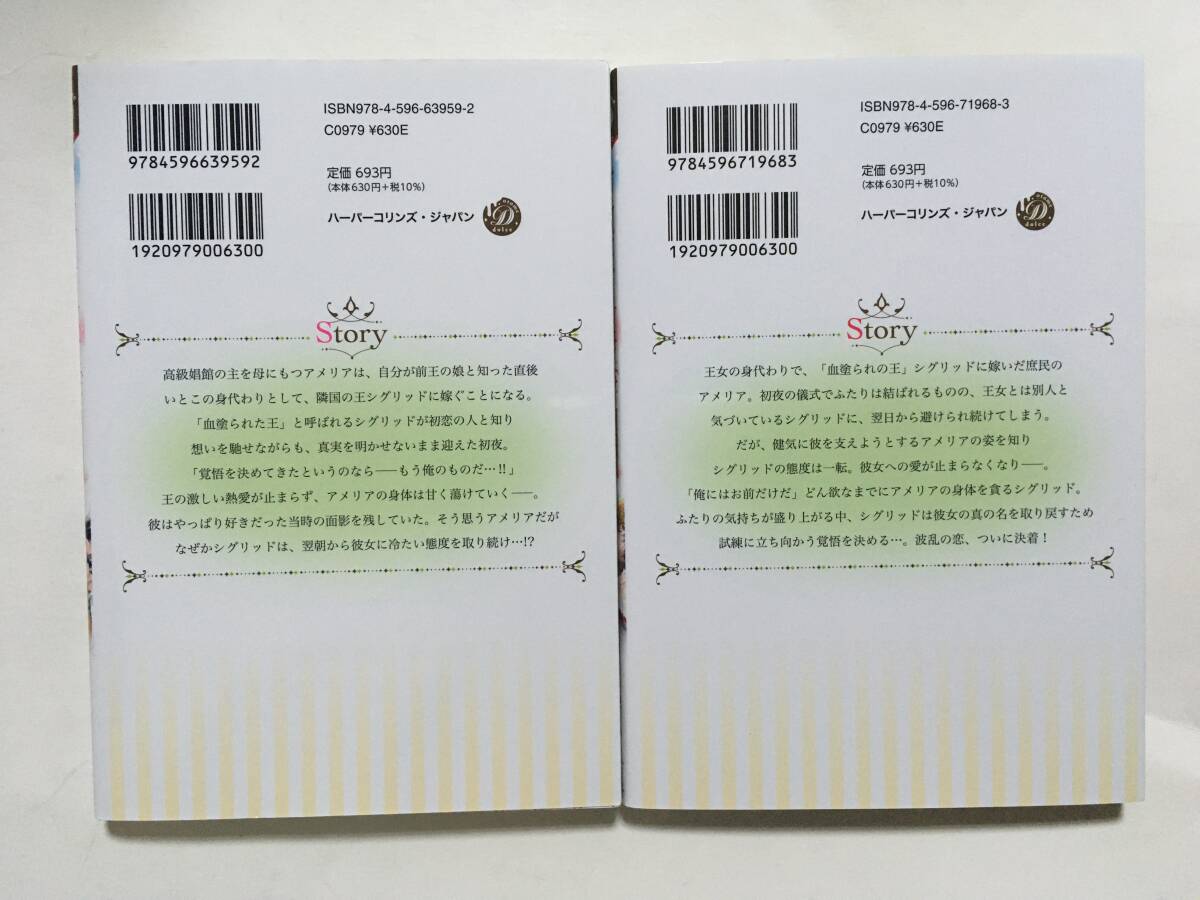 ISBN978-4-596-63959-2
C0979 ¥630E
9784596639592
定価 693円
(本体630円+税10%)
ハーパーコリンズ・ジャパン
D
dulce
1920979006300
Story
高級娼館の主を母にもつアメリアは、自分が前王の娘と知った直後
いとこの身代わりとして、隣国の王シグリッドに嫁ぐことになる。
「血塗られた王」と呼ばれるシグリッドが初恋の人と知り
想いを馳せながらも、真実を明かせないまま迎えた初夜。
「覚悟を決めてきたというのなら──もう俺のものだ…!!」
王の激しい熱愛が止まらず、アメリアの身体は甘く蕩けていく──。
彼はやっぱり好きだった当時の面影を残していた。そう思うアメリアだが
なぜかシグリッドは、翌朝から彼女に冷たい態度を取り続け…!?
ISBN978-4-596-71968-3
C0979 ¥630E
9784596719683
定価 693円
(本体630円+税10%)
ハーパーコリンズ・ジャパン
D
dulce
1920979006300
Story
王女の身代わりで、「血塗られの王」シグリッドに嫁いだ庶民の
アメリア。初夜の儀式でふたりは結ばれるものの、王女とは別人と
気づいているシグリッドに、翌日から避けられ続けてしまう。
だが、健気に彼を支えようとするアメリアの姿を知り
シグリッドの態度は一転。彼女への愛が止まらなくなり──。
「俺にはお前だけだ」どん欲なまでにアメリアの身体を貪るシグリッド。
ふたりの気持ちが盛り上がる中、シグリッドは彼女の真の名を取り戻すため
試練に立ち向かう覚悟を決める…。波乱の恋、ついに決着！